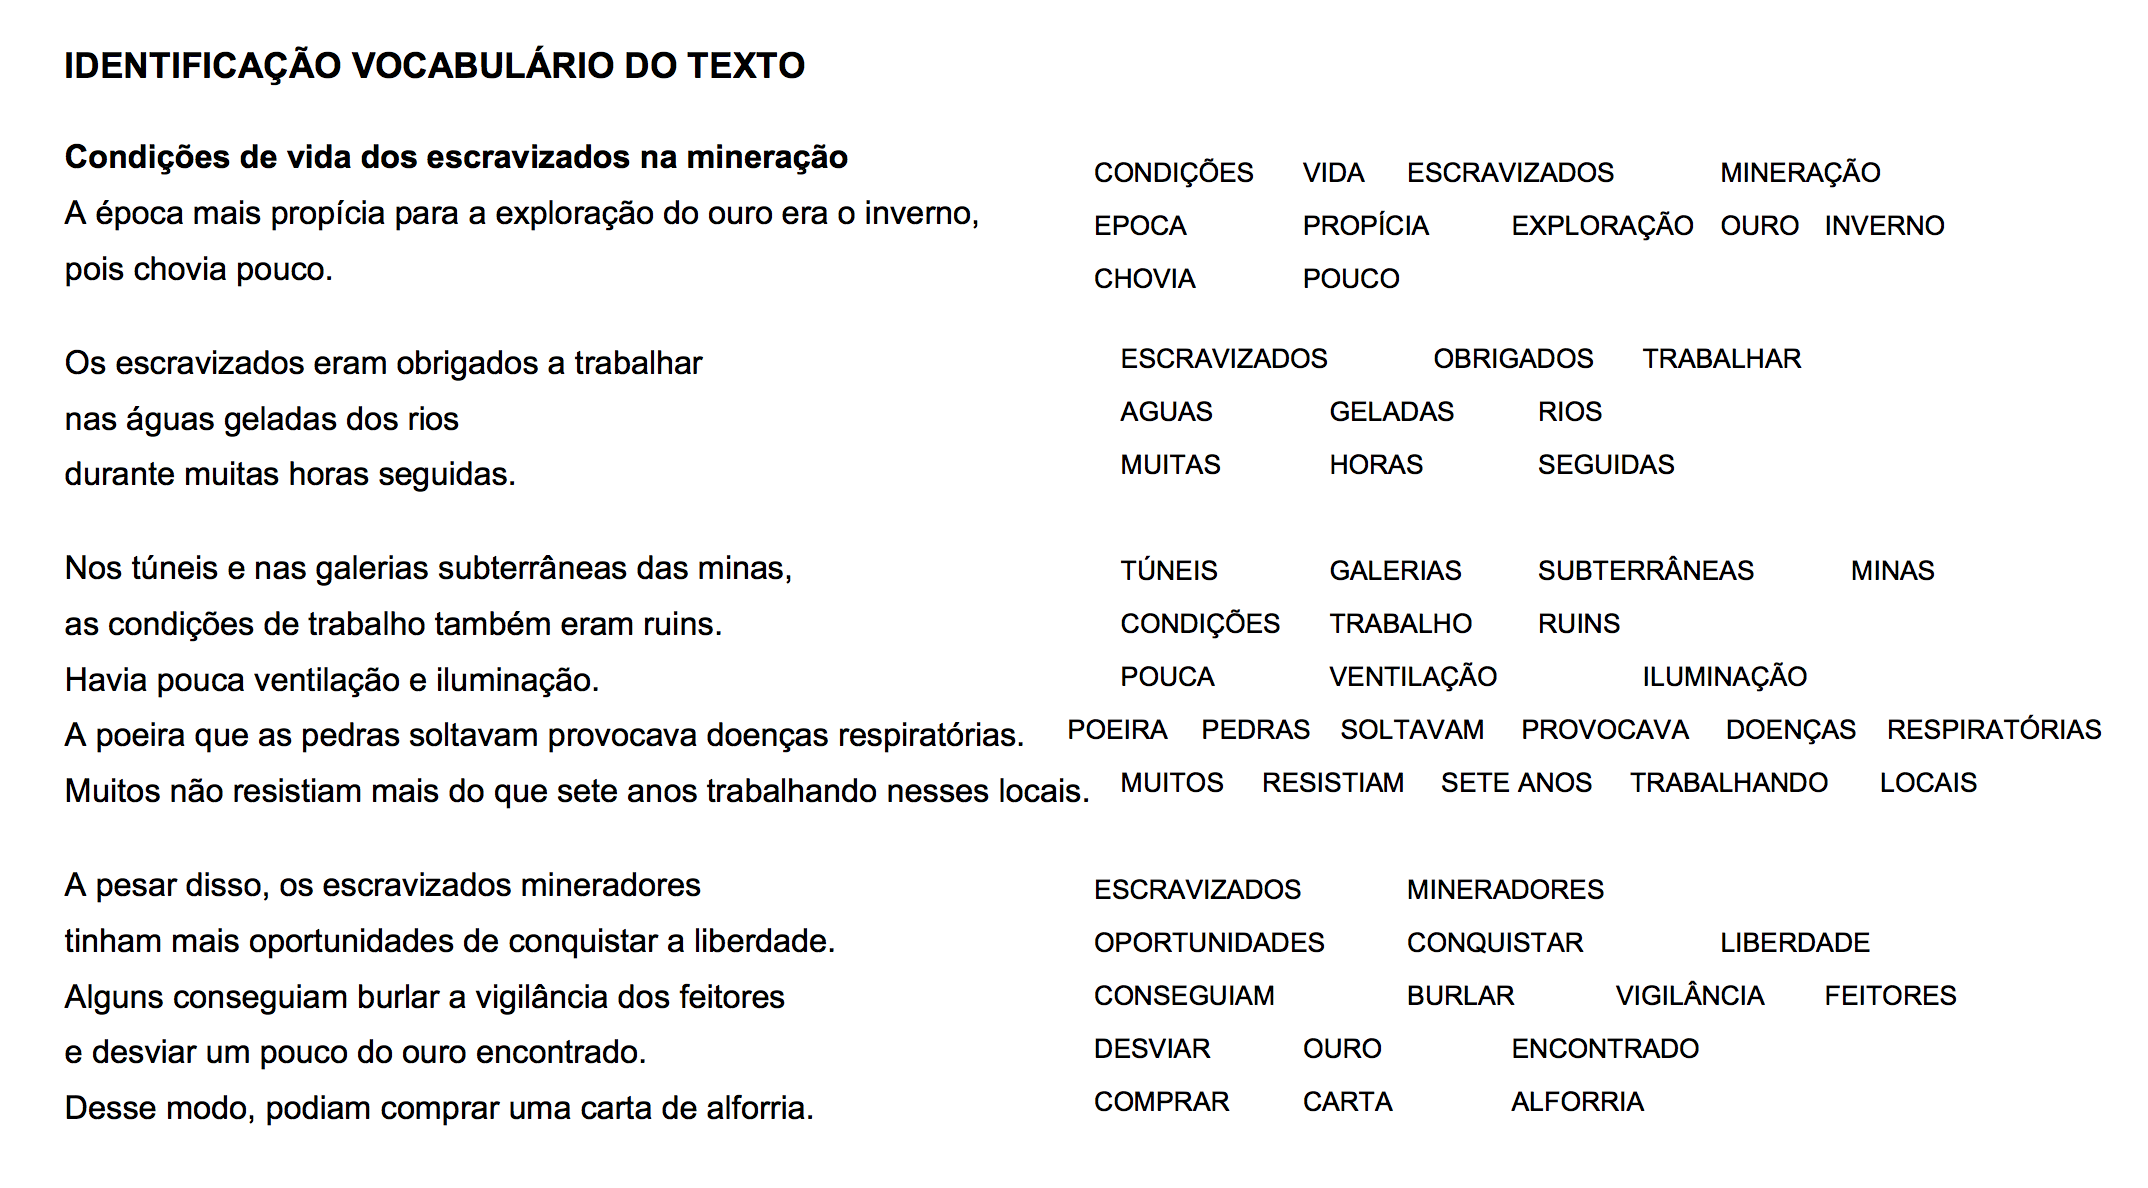 IDENTIFICAÇÃO VOCABULÁRIO DO TEXTO
Condições de vida dos escravizados na mineração
A época mais propícia para a exploração do ouro era o inverno,
pois chovia pouco.
CONDIÇÕES VIDA ESCRAVIZADOS MINERAÇÃO
EPOCA PROPÍCIA EXPLORAÇÃO OURO INVERNO
CHOVIA POUCO
Os escravizados eram obrigados a trabalhar
nas águas geladas dos rios
durante muitas horas seguidas.
ESCRAVIZADOS OBRIGADOS TRABALHAR
AGUAS GELADAS RIOS
MUITAS HORAS SEGUIDAS
Nos túneis e nas galerias subterrâneas das minas,
as condições de trabalho também eram ruins.
Havia pouca ventilação e iluminação.
A poeira que as pedras soltavam provocava doenças respiratórias.
Muitos não resistiam mais do que sete anos trabalhando nesses locais.
TÚNEIS GALERIAS SUBTERRÂNEAS MINAS
CONDIÇÕES TRABALHO RUINS
POUCA VENTILAÇÃO ILUMINAÇÃO
POEIRA PEDRAS SOLTAVAM PROVOCAVA DOENÇAS RESPIRATÓRIAS
MUITOS RESISTIAM SETE ANOS TRABALHANDO LOCAIS
A pesar disso, os escravizados mineradores
tinham mais oportunidades de conquistar a liberdade.
Alguns conseguiam burlar a vigilância dos feitores
e desviar um pouco do ouro encontrado.
Desse modo, podiam comprar uma carta de alforria.
ESCRAVIZADOS MINERADORES
OPORTUNIDADES CONQUISTAR LIBERDADE
CONSEGUIAM BURLAR VIGILÂNCIA FEITORES
DESVIAR OURO ENCONTRADO
COMPRAR CARTA ALFORRIA